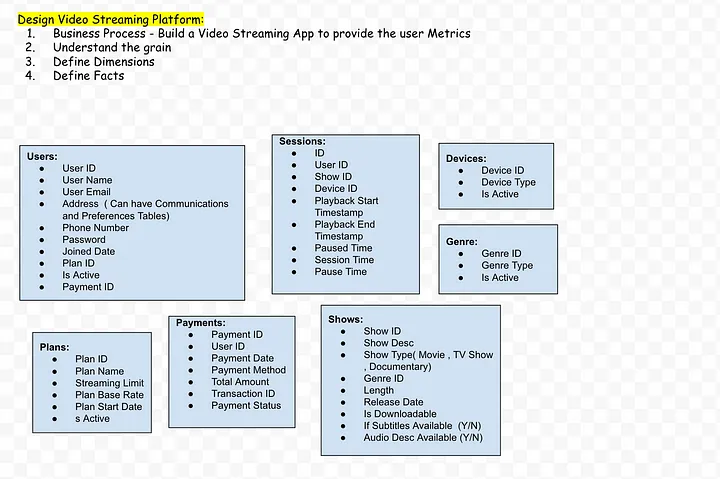 Design Video Streaming Platform:
1. Business Process - Build a Video Streaming App to provide the user Metrics
2. Understand the grain
3. Define Dimensions
4. Define Facts
Users:
● User ID
● User Name
● User Email
● Address ( Can have Communications
and Preferences Tables)
● Phone Number
● Password
● Joined Date
● Plan ID
● Is Active
● Payment ID
Sessions:
● ID
● User ID
● Show ID
● Device ID
● Playback Start
Timestamp
● Playback End
Timestamp
● Paused Time
● Session Time
● Pause Time
Devices:
● Device ID
● Device Type
● Is Active
Genre:
● Genre ID
● Genre Type
● Is Active
Plans:
● Plan ID
● Plan Name
● Streaming Limit
● Plan Base Rate
● Plan Start Date
● s Active
Payments:
● Payment ID
● User ID
● Payment Date
● Payment Method
● Total Amount
● Transaction ID
● Payment Status
Shows:
● Show ID
● Show Desc
● Show Type( Movie , TV Show
, Documentary)
● Genre ID
● Length
● Release Date
● Is Downloadable
● If Subtitles Available (Y/N)
● Audio Desc Available (Y/N)